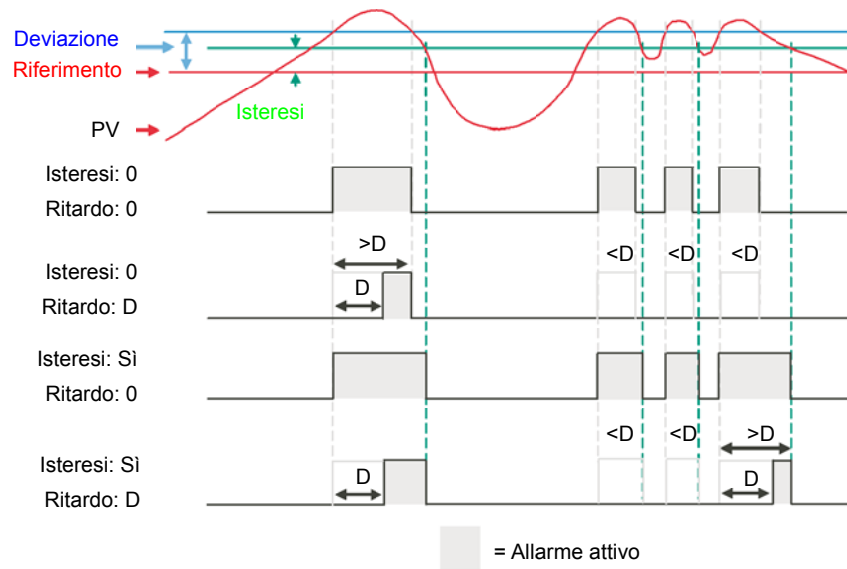 Deviazione
Riferimento
Isteresi
PV
Isteresi: 0
Ritardo: 0
>D
<D
<D
<D
Isteresi: 0
D
Ritardo: D
Isteresi: Sì
Ritardo: 0
<D
<D
>D
Isteresi: Sì
D
D
Ritardo: D
= Allarme attivo